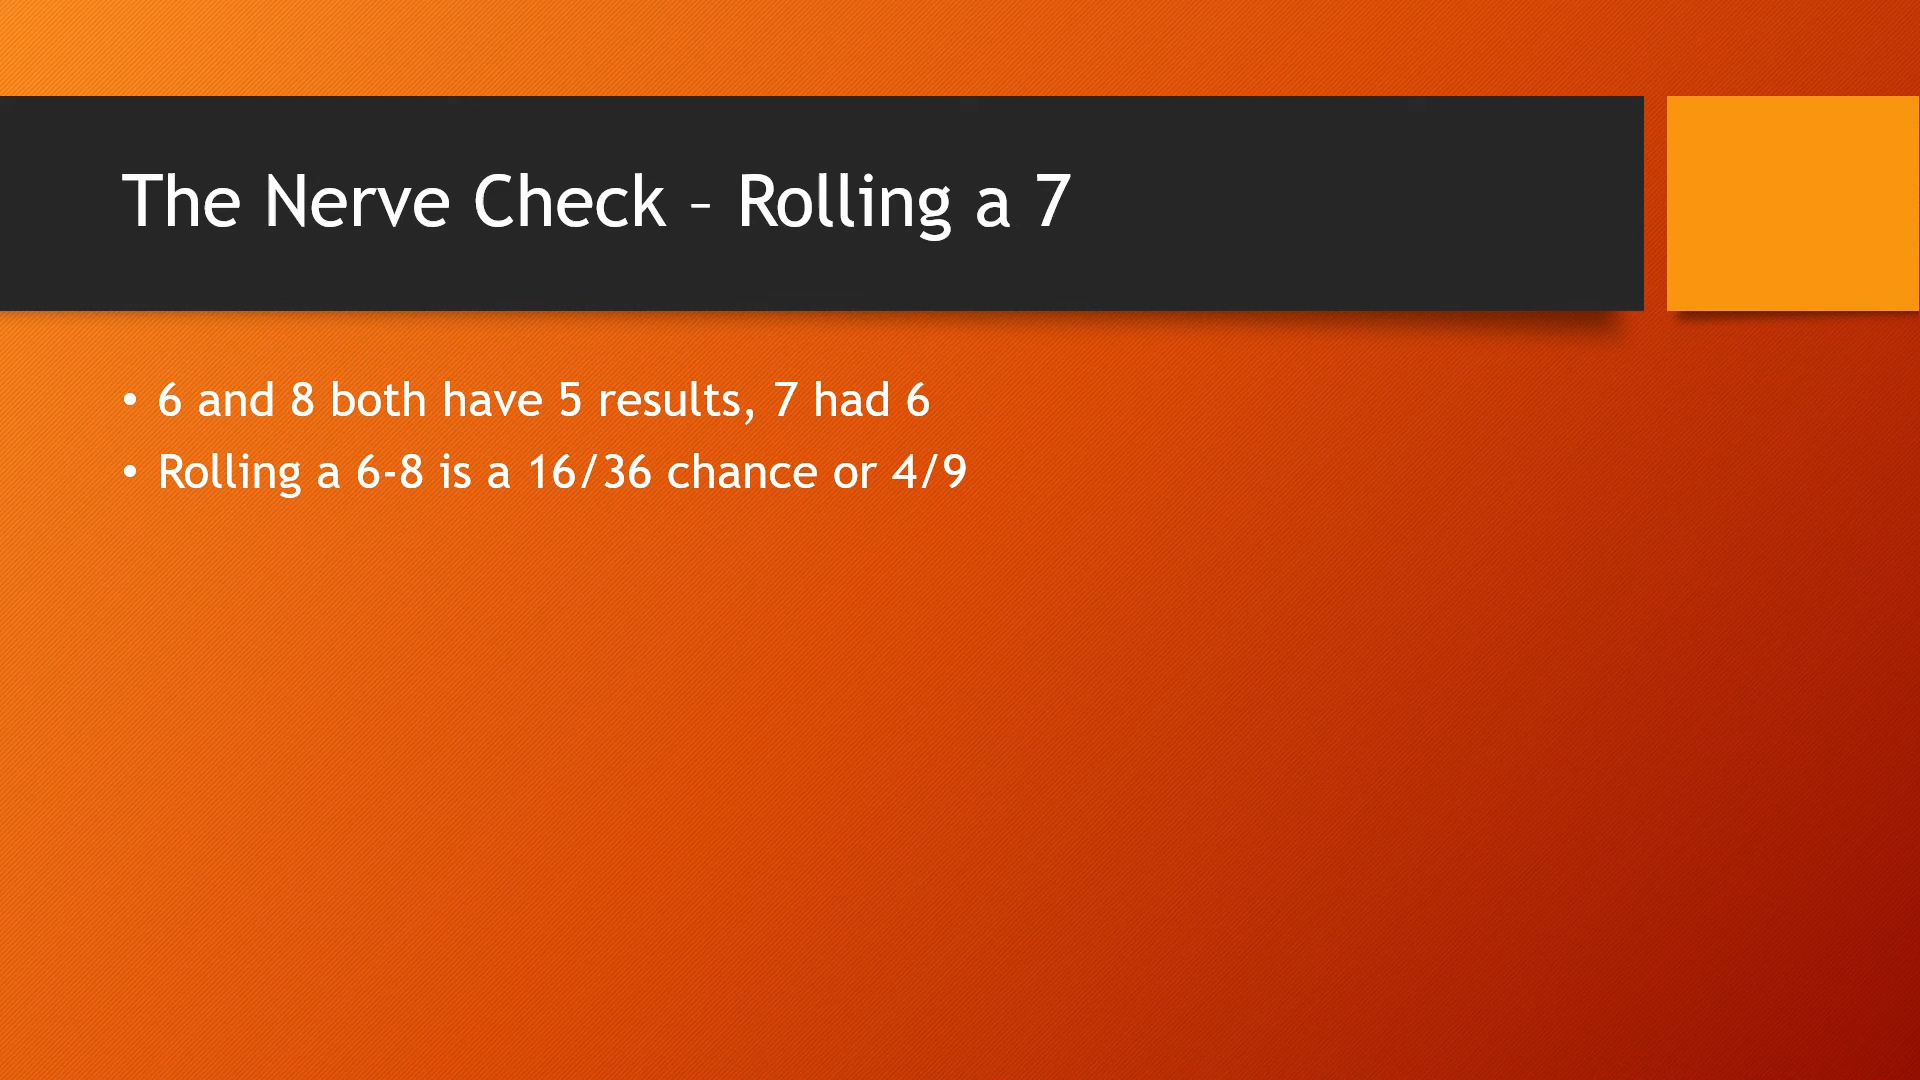 The Nerve Check – Rolling a 7
• 6 and 8 both have 5 results, 7 had 6
• Rolling a 6-8 is a 16/36 chance or 4/9